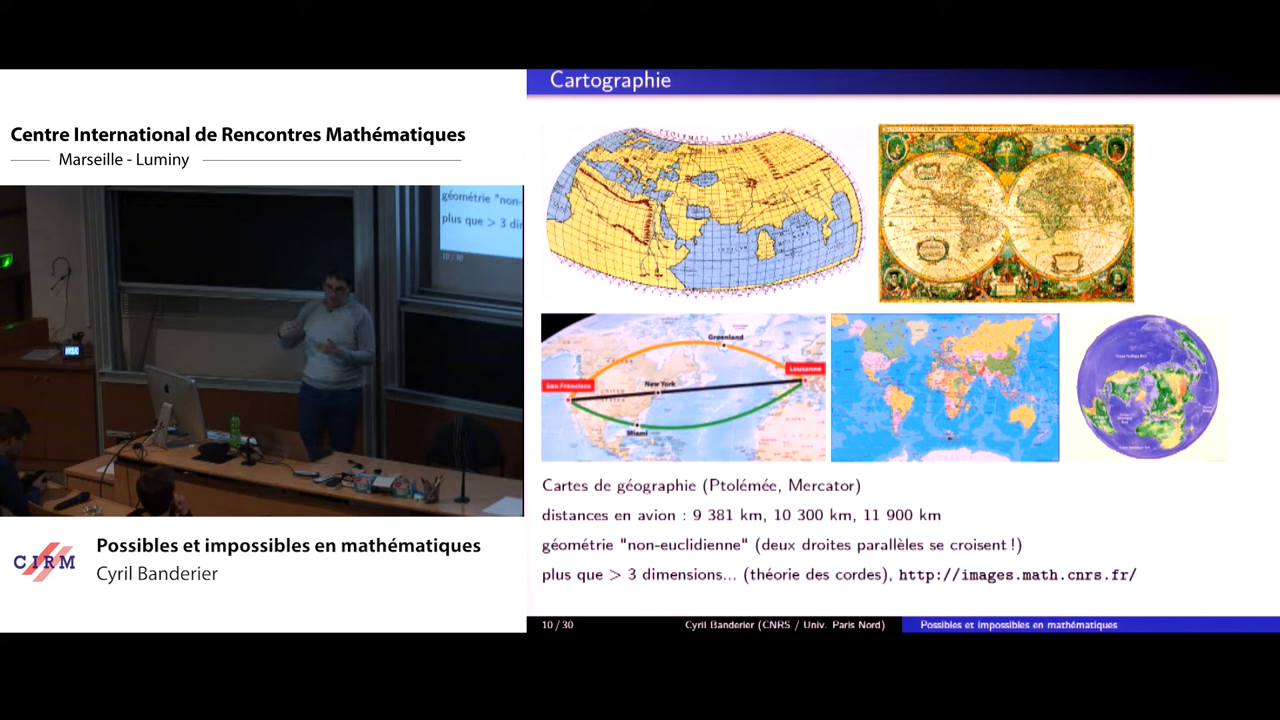 Centre International de Rencontres Mathématiques
Marseille - Luminy
géométrie "non-
plus que > 3 di
10 / 30
CIRM
Possibles et impossibles en mathématiques
Cyril Banderier
Cartographie
Groenland
San Francisco
New York
Lausanne
Miami
Cartes de géographie (Ptolémée, Mercator)
distances en avion : 9 381 km, 10 300 km, 11 900 km
géométrie "non-euclidienne" (deux droites parallèles se croisent !)
plus que > 3 dimensions... (théorie des cordes), http://images.math.cnrs.fr/
10 / 30
Cyril Banderier (CNRS / Univ. Paris Nord)
Possibles et impossibles en mathématiques